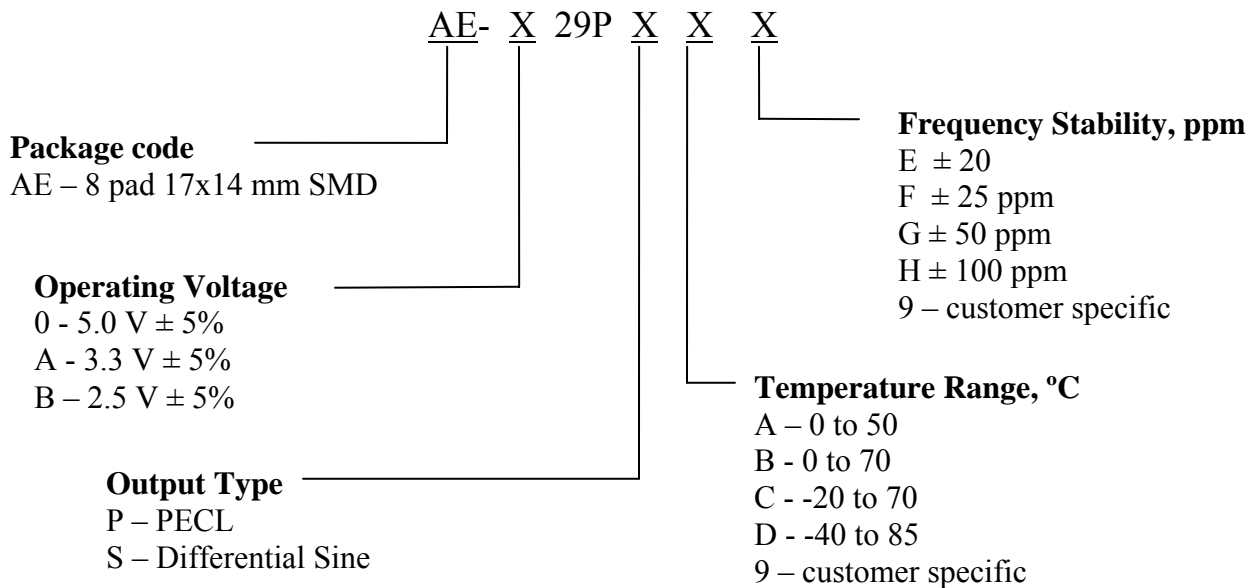 AE- X 29P X X X
Package code
AE – 8 pad 17x14 mm SMD
Operating Voltage
0 - 5.0 V ± 5%
A - 3.3 V ± 5%
B – 2.5 V ± 5%
Output Type
P – PECL
S – Differential Sine
Frequency Stability, ppm
E ± 20
F ± 25 ppm
G ± 50 ppm
H ± 100 ppm
9 – customer specific
Temperature Range, ºC
A – 0 to 50
B - 0 to 70
C - -20 to 70
D - -40 to 85
9 – customer specific